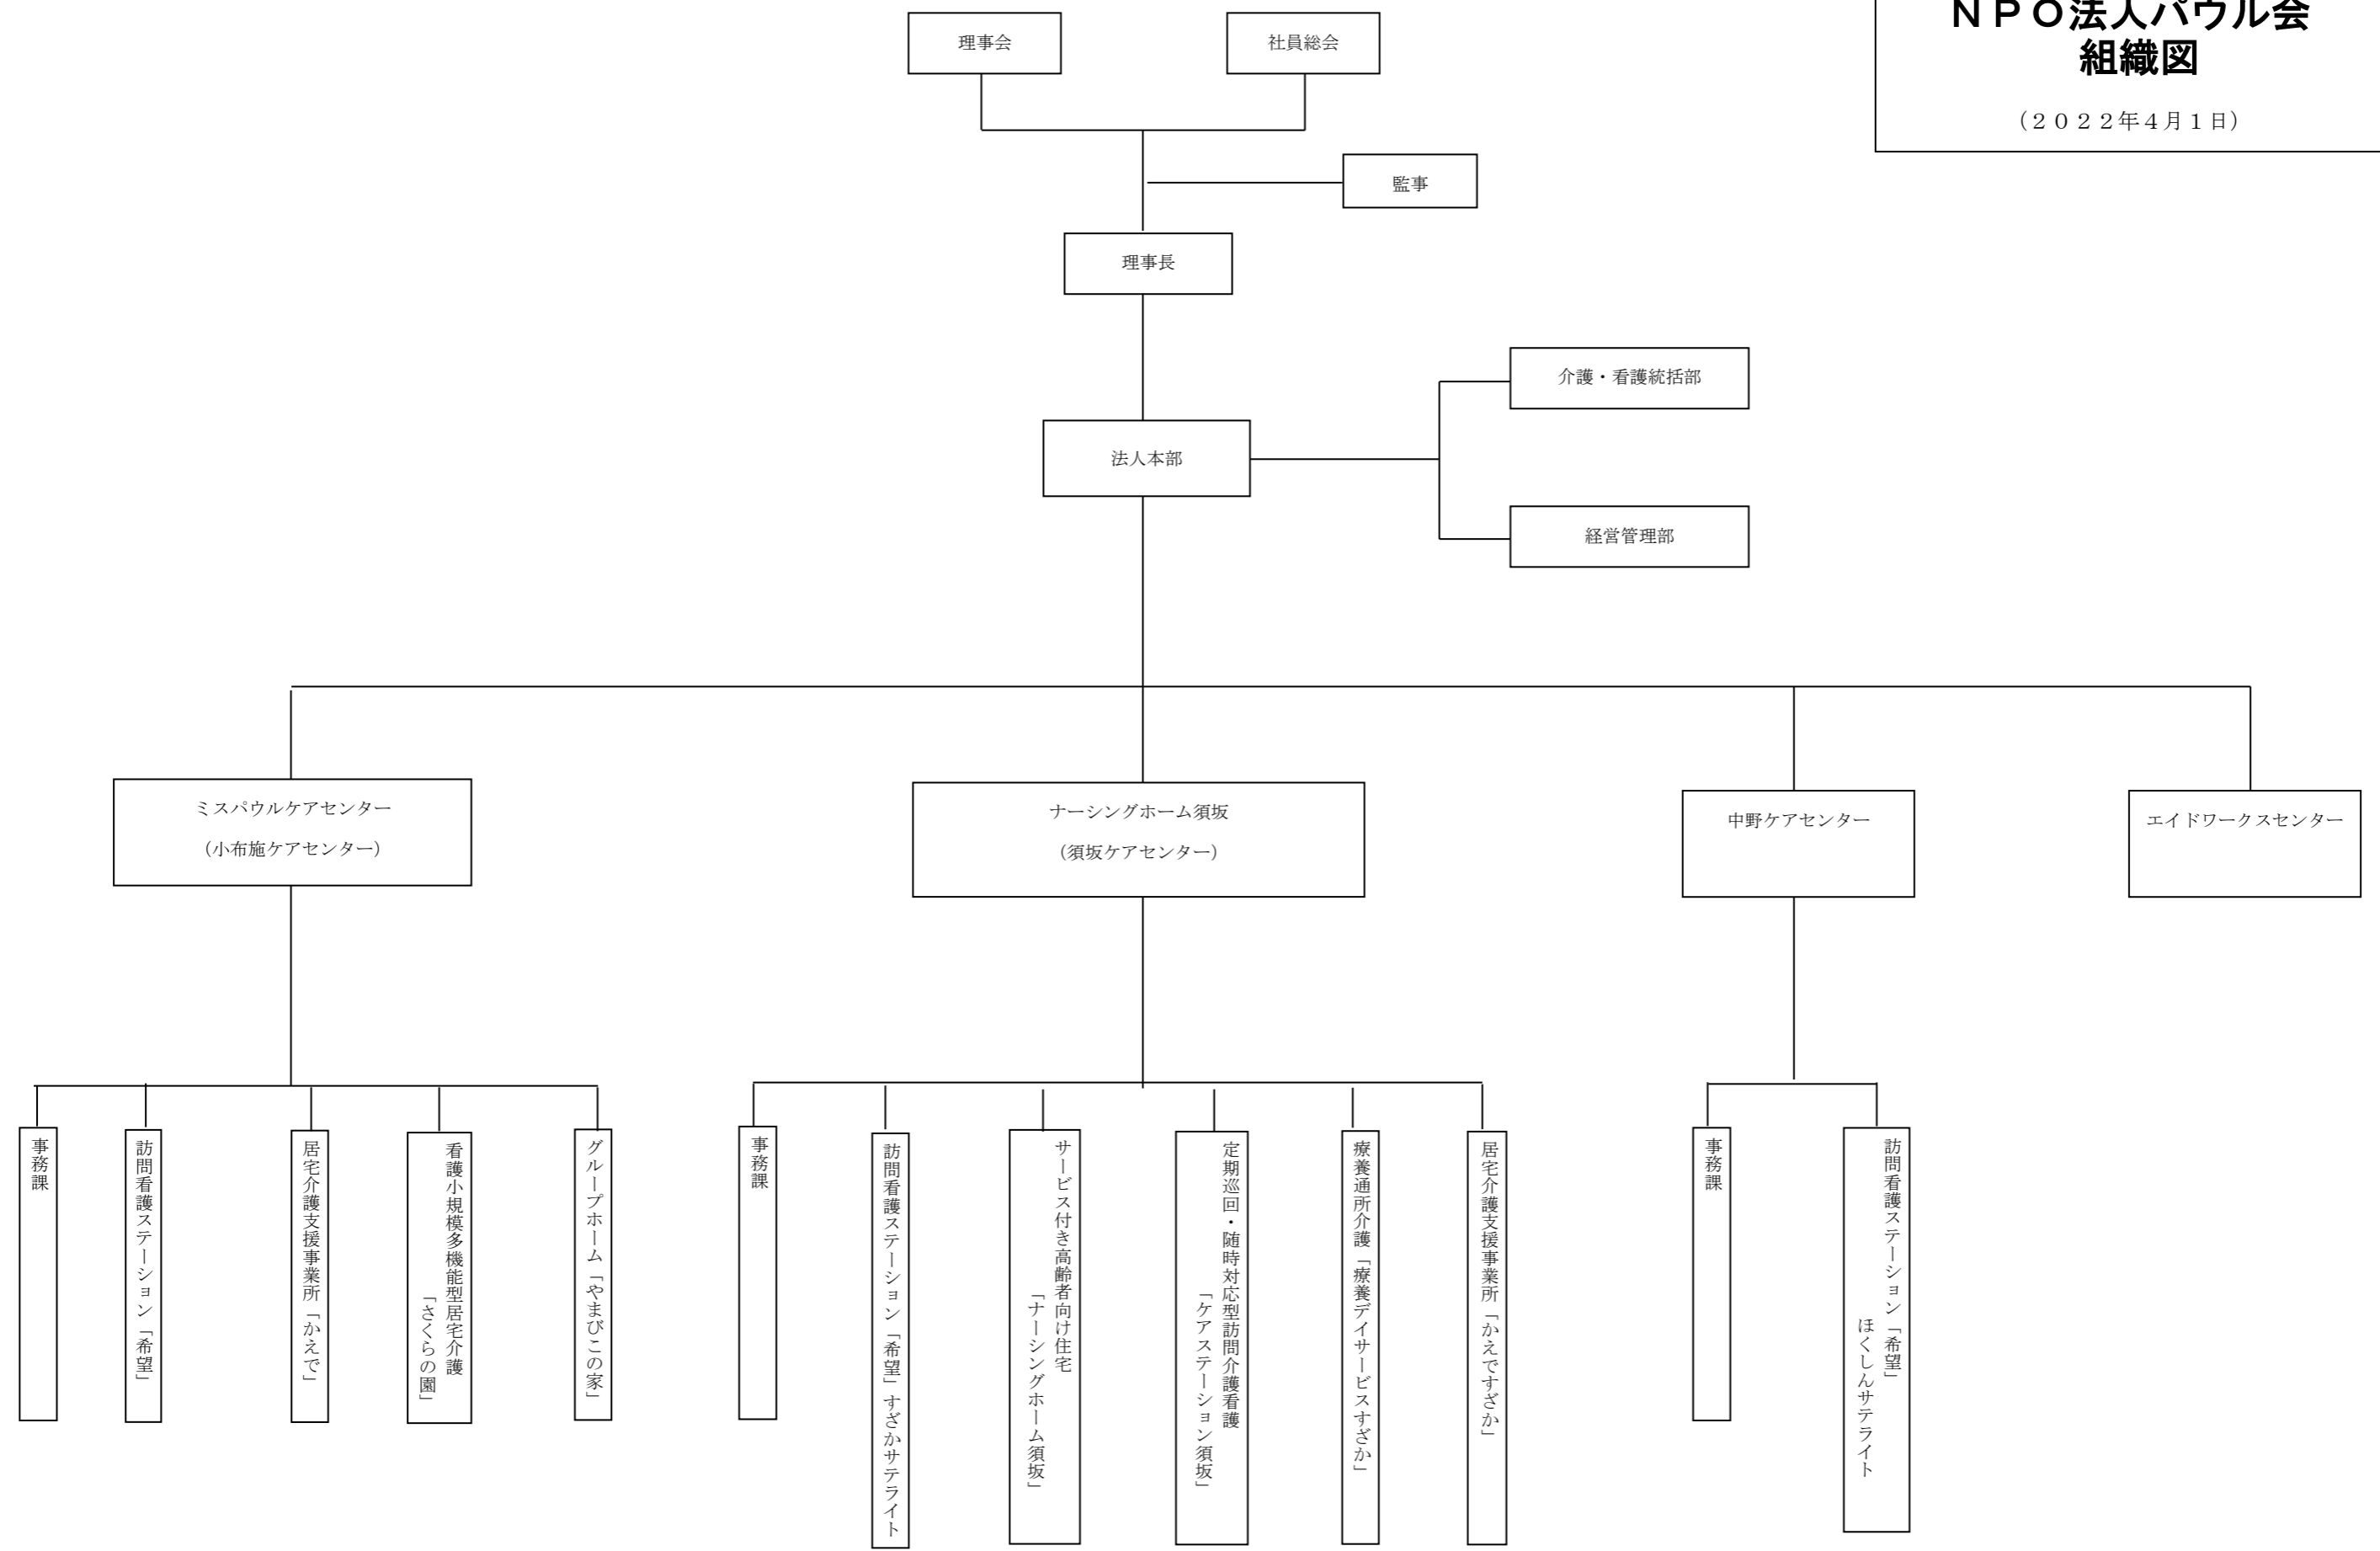 ＮＰＯ法人パウル会
組織図
（２０２２年４月１日）
理事会
社員総会
監事
理事長
介護・看護統括部
法人本部
経営管理部
ミスパウルケアセンター
（小布施ケアセンター）
ナーシングホーム須坂
（須坂ケアセンター）
中野ケアセンター
エイドワークスセンター
事務課
訪問看護ステーション「希望」
居宅介護支援事業所「かえで」
看護小規模多機能型居宅介護
「さくらの園」
グループホーム「やまびこの家」
事務課
訪問看護ステーション「希望」すざかサテライト
サービス付き高齢者向け住宅
「ナーシングホーム須坂」
定期巡回・随時対応型訪問介護看護
「ケアステーション須坂」
療養通所介護「療養デイサービスすざか」
居宅介護支援事業所「かえですざか」
事務課
訪問看護ステーション「希望」
ほくしんサテライト